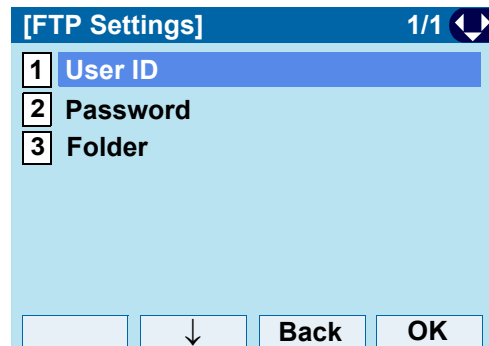 [FTP Settings] 1/1
1 User ID
2 Password
3 Folder
↓ Back OK